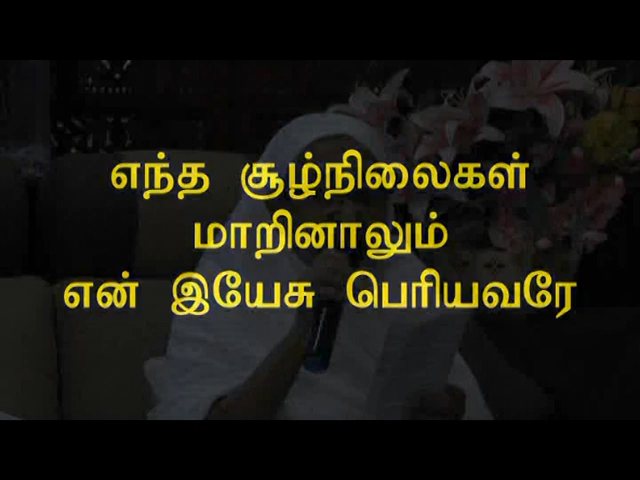 எந்த சூழ்நிலைகள்
மாறினாலும்
என் இயேசு பெரியவரே